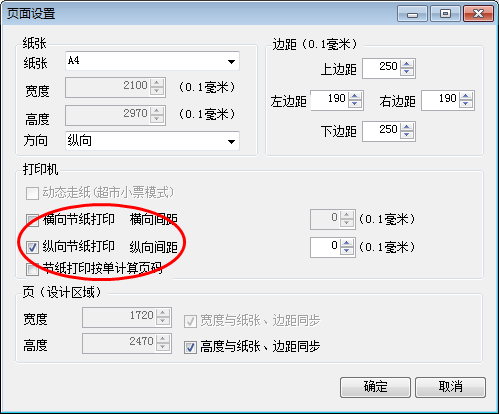 页面设置
纸张
纸张 A4
宽度 2100 (0.1毫米)
高度 2970 (0.1毫米)
方向 纵向
边距(0.1毫米)
上边距 250
左边距 190 右边距 190
下边距 250
打印机
动态走纸(超市小票模式)
横向节纸打印 横向间距 0 (0.1毫米)
纵向节纸打印 纵向间距 0 (0.1毫米)
节纸打印按单计算页码
页(设计区域)
宽度 1720 宽度与纸张、边距同步
高度 2470 高度与纸张、边距同步
确定 取消